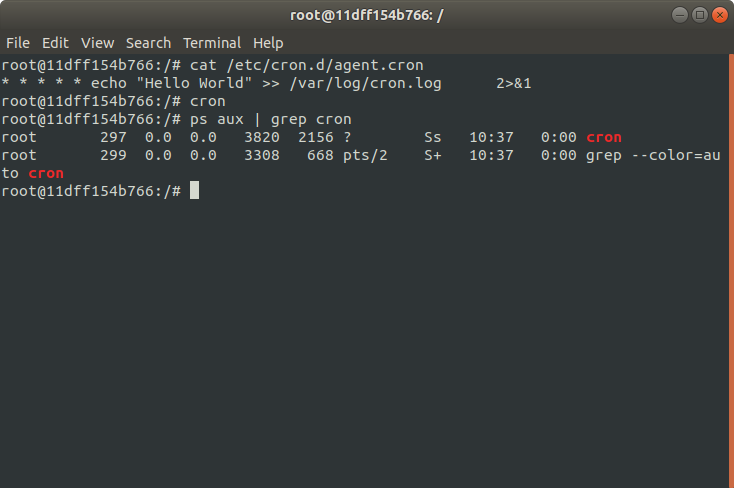 root@11dff154b766: /
File Edit View Search Terminal Help
root@11dff154b766:/# cat /etc/cron.d/agent.cron
* * * * * echo "Hello World" >> /var/log/cron.log      2>&1
root@11dff154b766:/# cron
root@11dff154b766:/# ps aux | grep cron
root       297  0.0  0.0   3820  2156 ?        Ss   10:37   0:00 cron
root       299  0.0  0.0   3308   668 pts/2    S+   10:37   0:00 grep --color=au
to cron
root@11dff154b766:/#